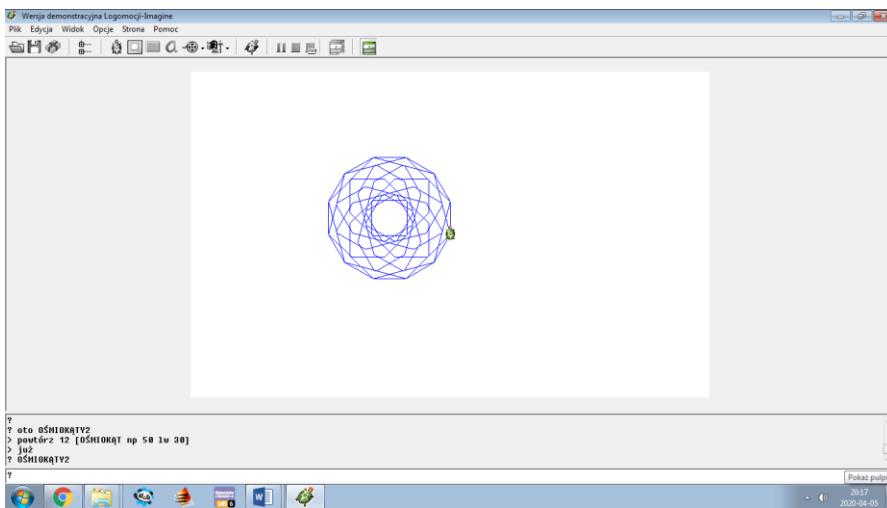 Wersja demonstracyjna Logomocji-Imagine
Plik Edycja Widok Opcje Strona Pomoc
?
? oto OŚMIOKĄTY2
> powtórz 12 [OŚMIOKĄT np 50 lw 30]
> już
? OŚMIOKĄTY2
?
Pokaż pulpi
20:17
2020-04-05